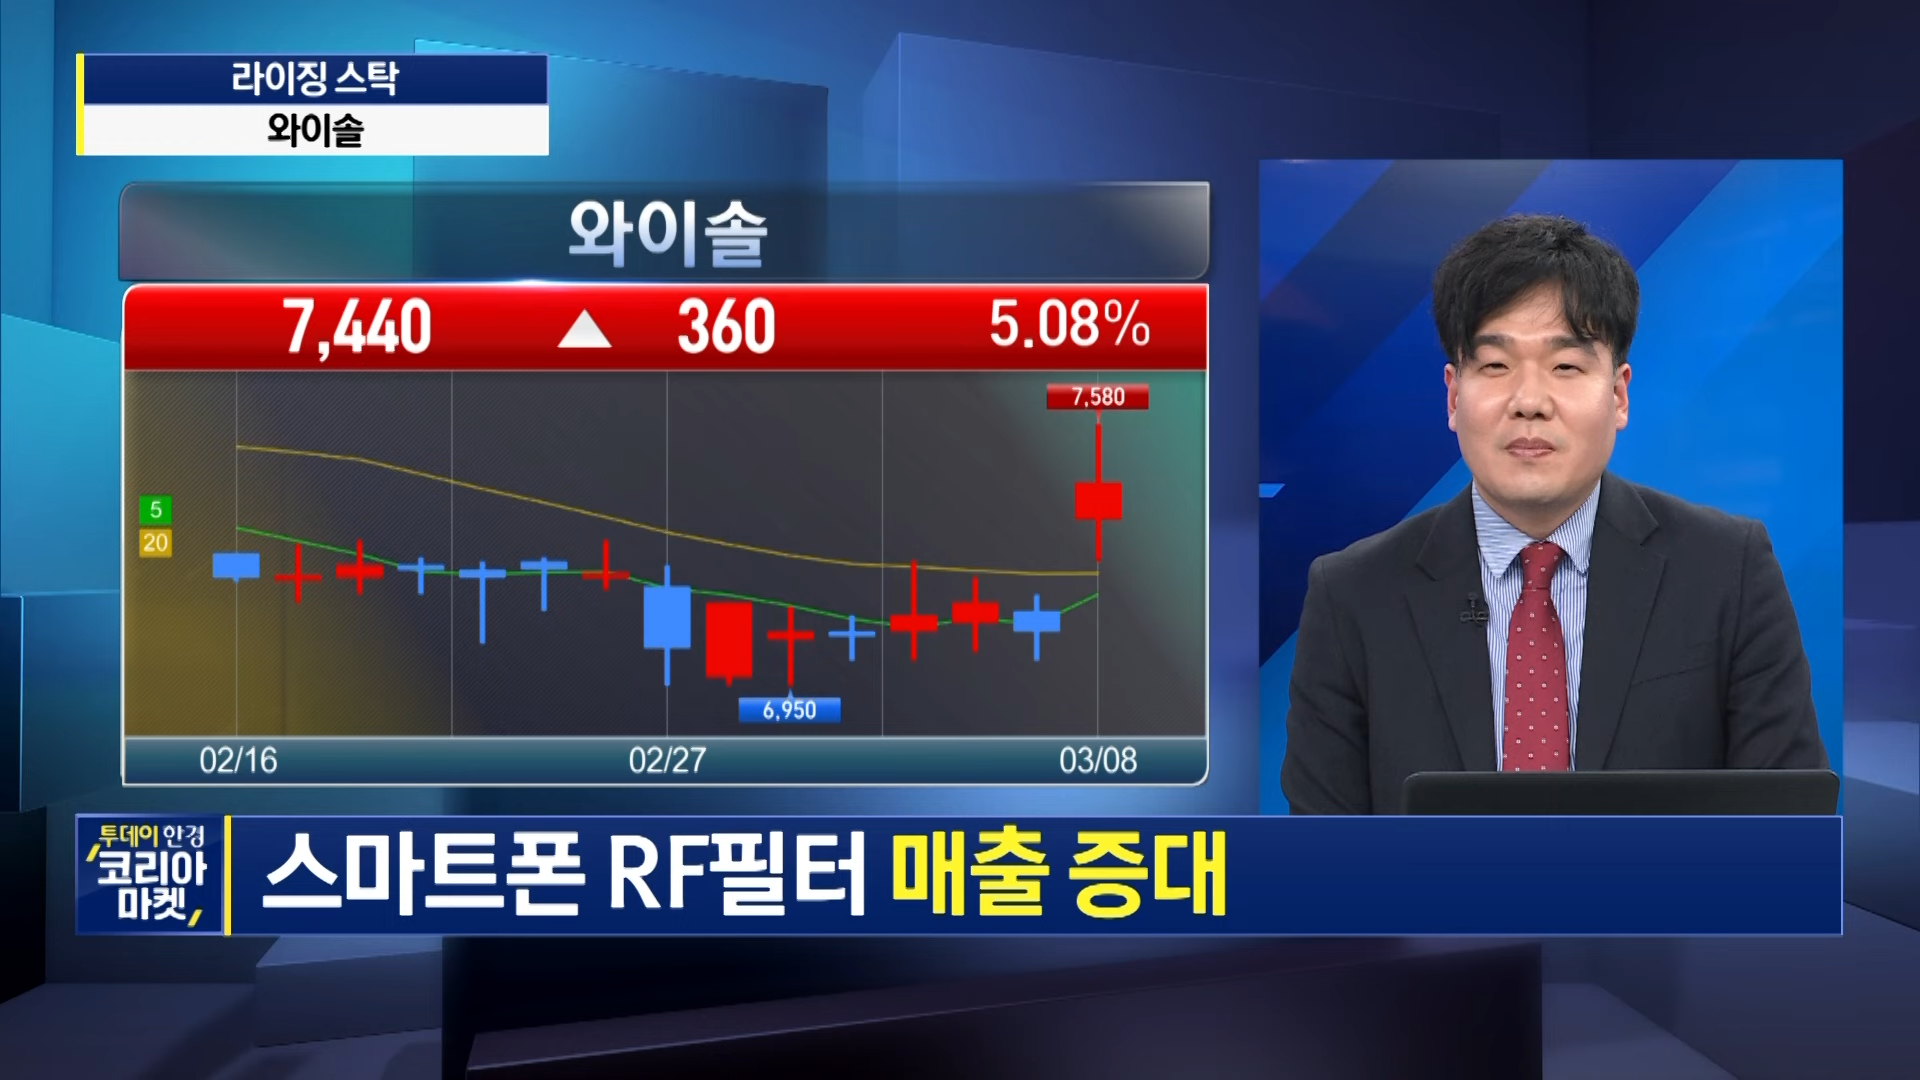 라이징 스탁
와이솔
와이솔
7,440 ▲ 360 5.08%
7,580
5
20
6,950
02/16 02/27 03/08
투데이 한경
코리아
마켓
스마트폰 RF필터 매출 증대